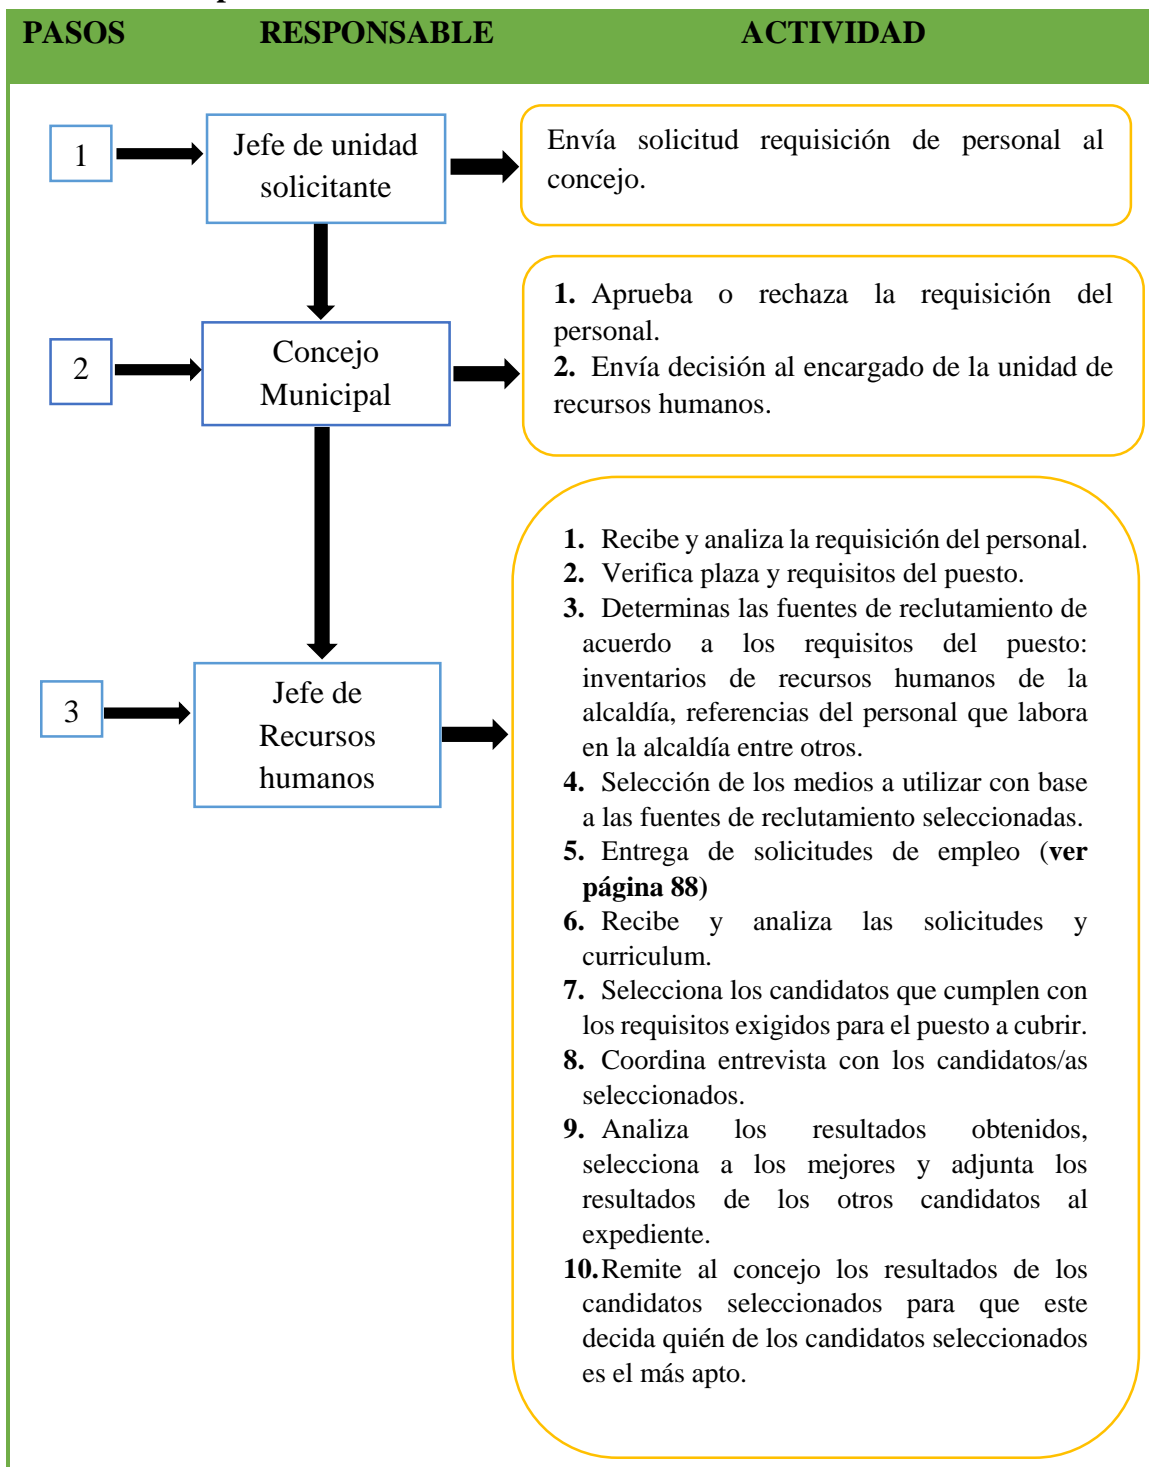 PASOS RESPONSABLE ACTIVIDAD
1
Jefe de unidad
solicitante
Envía solicitud requisición de personal al
concejo.
2
Concejo
Municipal
1. Aprueba o rechaza la requisición del
personal.
2. Envía decisión al encargado de la unidad de
recursos humanos.
3
Jefe de
Recursos
humanos
1. Recibe y analiza la requisición del personal.
2. Verifica plaza y requisitos del puesto.
3. Determinas las fuentes de reclutamiento de
acuerdo a los requisitos del puesto:
inventarios de recursos humanos de la
alcaldía, referencias del personal que labora
en la alcaldía entre otros.
4. Selección de los medios a utilizar con base
a las fuentes de reclutamiento seleccionadas.
5. Entrega de solicitudes de empleo (ver
página 88)
6. Recibe y analiza las solicitudes y
curriculum.
7. Selecciona los candidatos que cumplen con
los requisitos exigidos para el puesto a cubrir.
8. Coordina entrevista con los candidatos/as
seleccionados.
9. Analiza los resultados obtenidos,
selecciona a los mejores y adjunta los
resultados de los otros candidatos al
expediente.
10.Remite al concejo los resultados de los
candidatos seleccionados para que este
decida quién de los candidatos seleccionados
es el más apto.